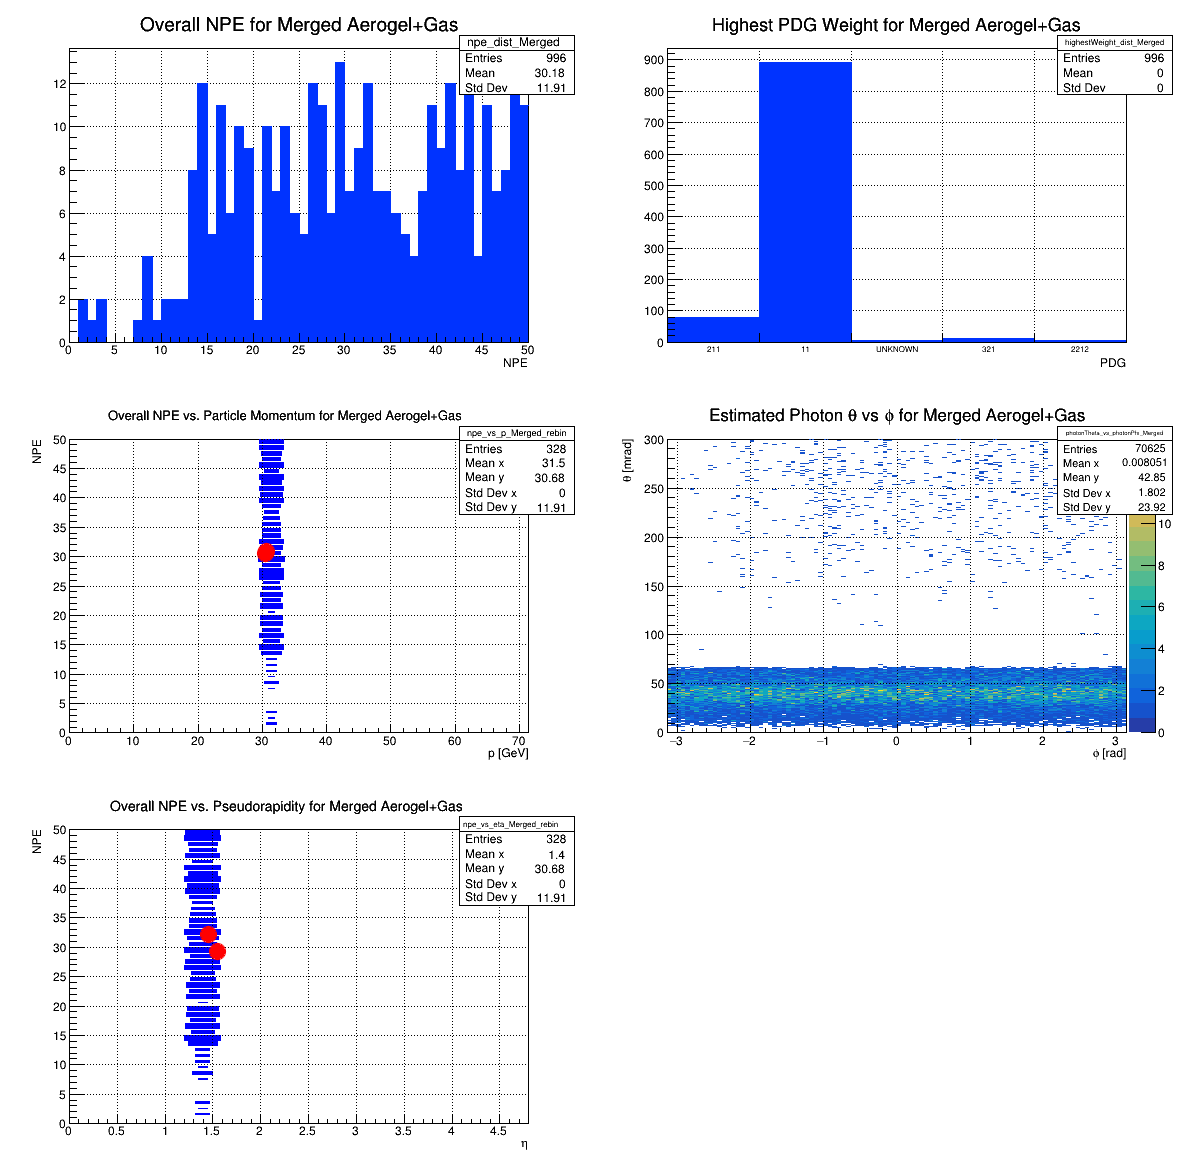 Overall NPE for Merged Aerogel+Gas
npe_dist_Merged
Entries 996
Mean 30.18
Std Dev 11.91
12
10
8
6
4
2
0
0 5 10 15 20 25 30 35 40 45 50
NPE
Highest PDG Weight for Merged Aerogel+Gas
highestWeight_dist_Merged
Entries 996
Mean 0
Std Dev 0
900
800
700
600
500
400
300
200
100
0
211 11 UNKNOWN 321 2212
PDG
Overall NPE vs. Particle Momentum for Merged Aerogel+Gas
npe_vs_p_Merged_rebin
Entries 328
Mean x 31.5
Mean y 30.68
Std Dev x 0
Std Dev y 11.91
NPE
50
45
40
35
30
25
20
15
10
5
0
0 10 20 30 40 50 60 70
p [GeV]
Estimated Photon θ vs ϕ for Merged Aerogel+Gas
photonTheta_vs_photonPhi_Merged
Entries 70625
Mean x 0.008051
Mean y 42.85
Std Dev x 1.802
Std Dev y 23.92
θ [mrad]
300
250
200
150
100
50
0
−3 −2 −1 0 1 2 3
ϕ [rad]
10
8
6
4
2
0
Overall NPE vs. Pseudorapidity for Merged Aerogel+Gas
npe_vs_eta_Merged_rebin
Entries 328
Mean x 1.4
Mean y 30.68
Std Dev x 0
Std Dev y 11.91
NPE
50
45
40
35
30
25
20
15
10
5
0
0 0.5 1 1.5 2 2.5 3 3.5 4 4.5
η